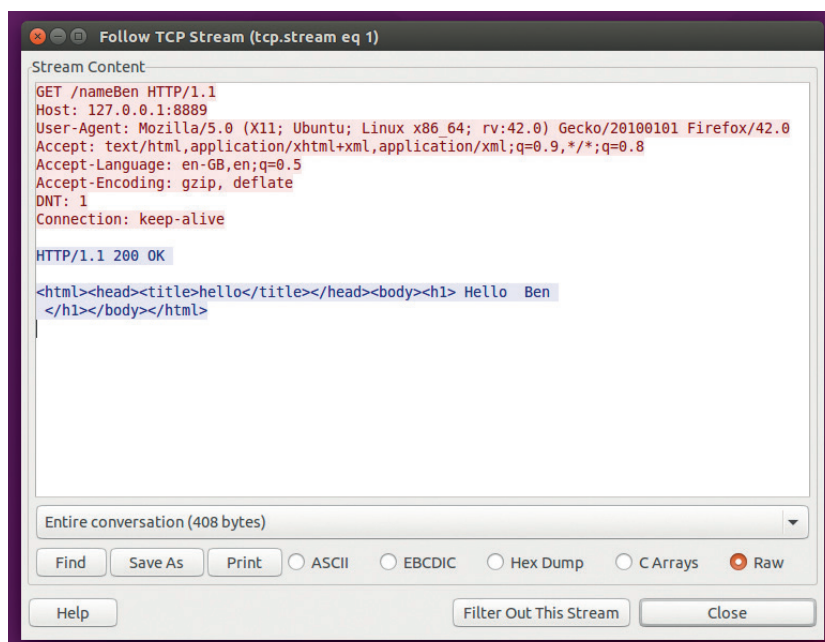 Follow TCP Stream (tcp.stream eq 1)
Stream Content
GET /nameBen HTTP/1.1
Host: 127.0.0.1:8889
User-Agent: Mozilla/5.0 (X11; Ubuntu; Linux x86_64; rv:42.0) Gecko/20100101 Firefox/42.0
Accept: text/html,application/xhtml+xml,application/xml;q=0.9,*/*;q=0.8
Accept-Language: en-GB,en;q=0.5
Accept-Encoding: gzip, deflate
DNT: 1
Connection: keep-alive
HTTP/1.1 200 OK
<html><head><title>hello</title></head><body><h1> Hello  Ben
</h1></body></html>
Entire conversation (408 bytes)
Find Save As Print ASCII EBCDIC Hex Dump C Arrays Raw
Help Filter Out This Stream Close